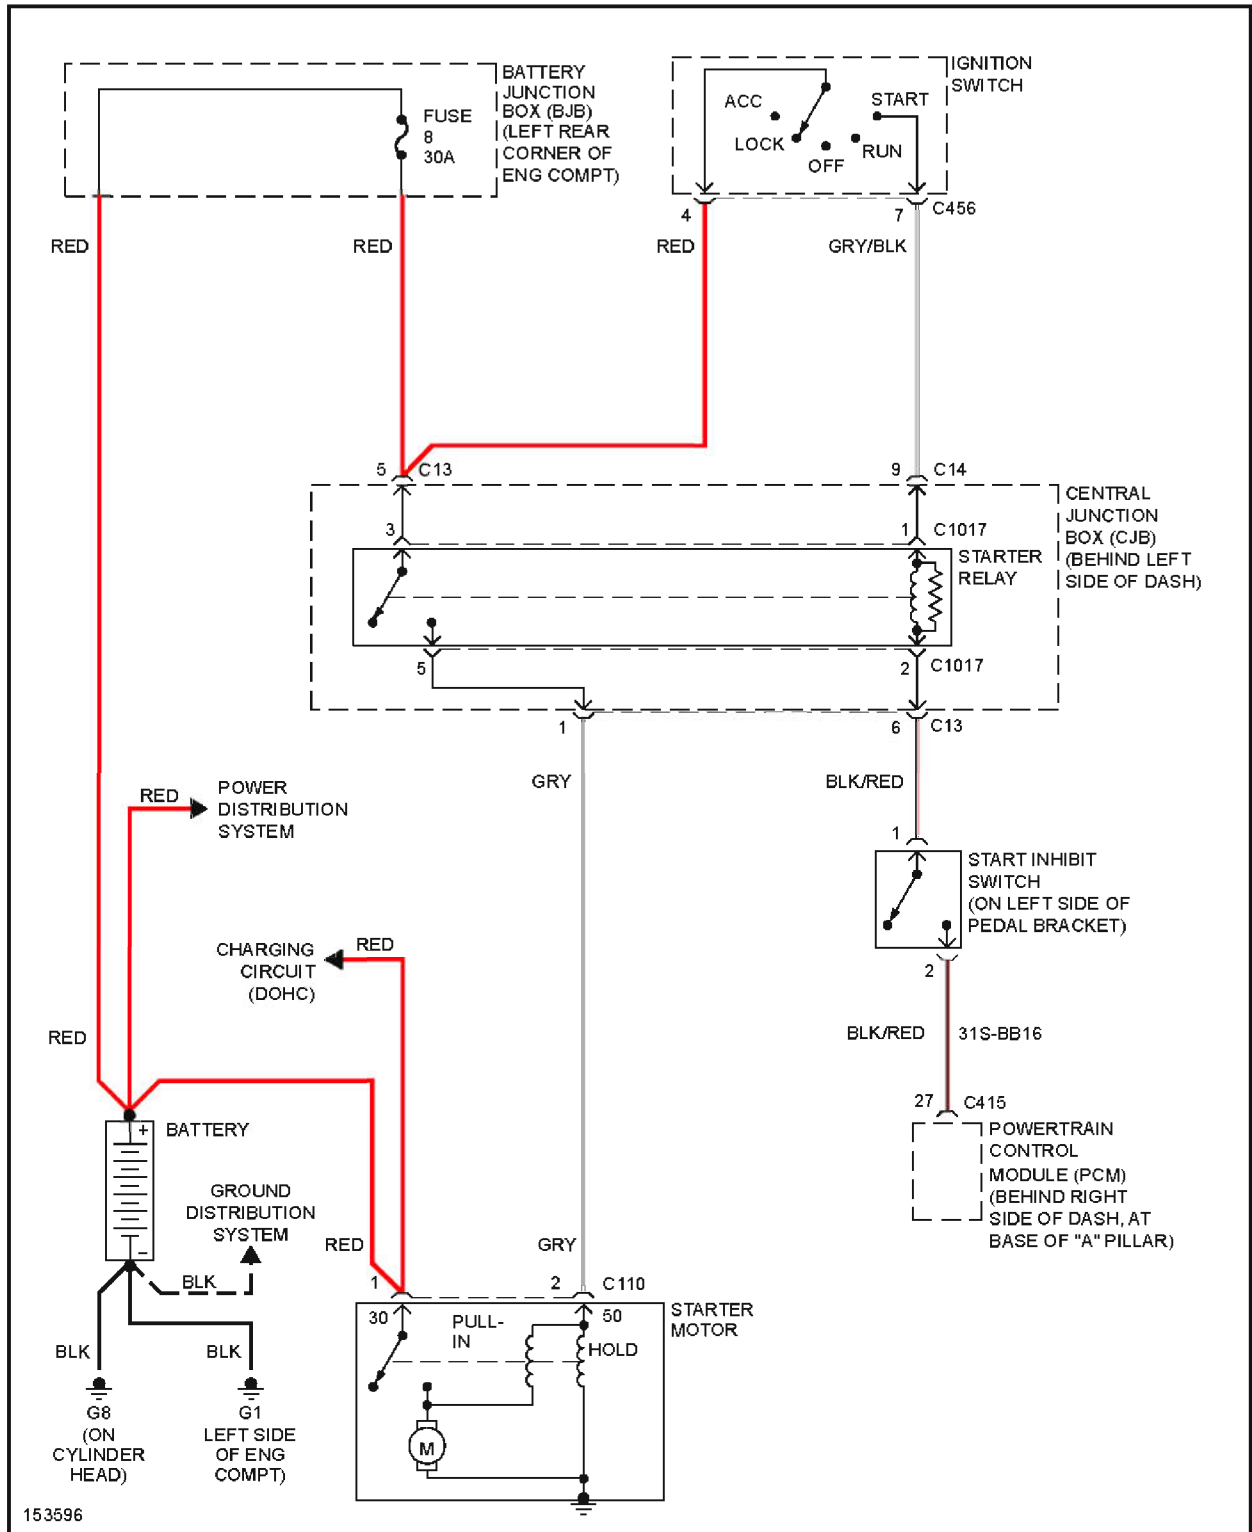 BATTERY
JUNCTION
BOX (BJB)
(LEFT REAR
CORNER OF
ENG COMPT)
FUSE
8
30A
IGNITION
SWITCH
ACC
START
LOCK
OFF
RUN
4
7
C456
RED
RED
RED
GRY/BLK
5
C13
9
C14
CENTRAL
JUNCTION
BOX (CJB)
(BEHIND LEFT
SIDE OF DASH)
3
1
C1017
STARTER
RELAY
5
2
C1017
1
6
C13
GRY
BLK/RED
RED
POWER
DISTRIBUTION
SYSTEM
1
START INHIBIT
SWITCH
(ON LEFT SIDE OF
PEDAL BRACKET)
2
CHARGING
CIRCUIT
(DOHC)
RED
RED
BLK/RED
31S-BB16
27
C415
POWERTRAIN
CONTROL
MODULE (PCM)
(BEHIND RIGHT
SIDE OF DASH, AT
BASE OF "A" PILLAR)
+
BATTERY
-
GROUND
DISTRIBUTION
SYSTEM
BLK
RED
GRY
1
2
C110
STARTER
MOTOR
30
PULL-
IN
50
HOLD
M
BLK
BLK
G8
(ON
CYLINDER
HEAD)
G1
LEFT SIDE
OF ENG
COMPT)
153596